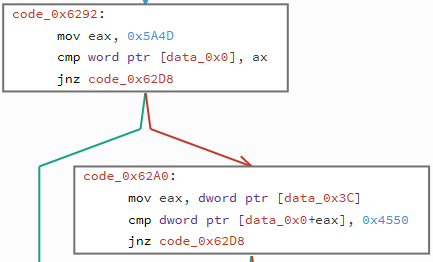 code_0x6292:
mov eax, 0x5A4D
cmp word ptr [data_0x0], ax
jnz code_0x62D8
code_0x62A0:
mov eax, dword ptr [data_0x3C]
cmp dword ptr [data_0x0+eax], 0x4550
jnz code_0x62D8